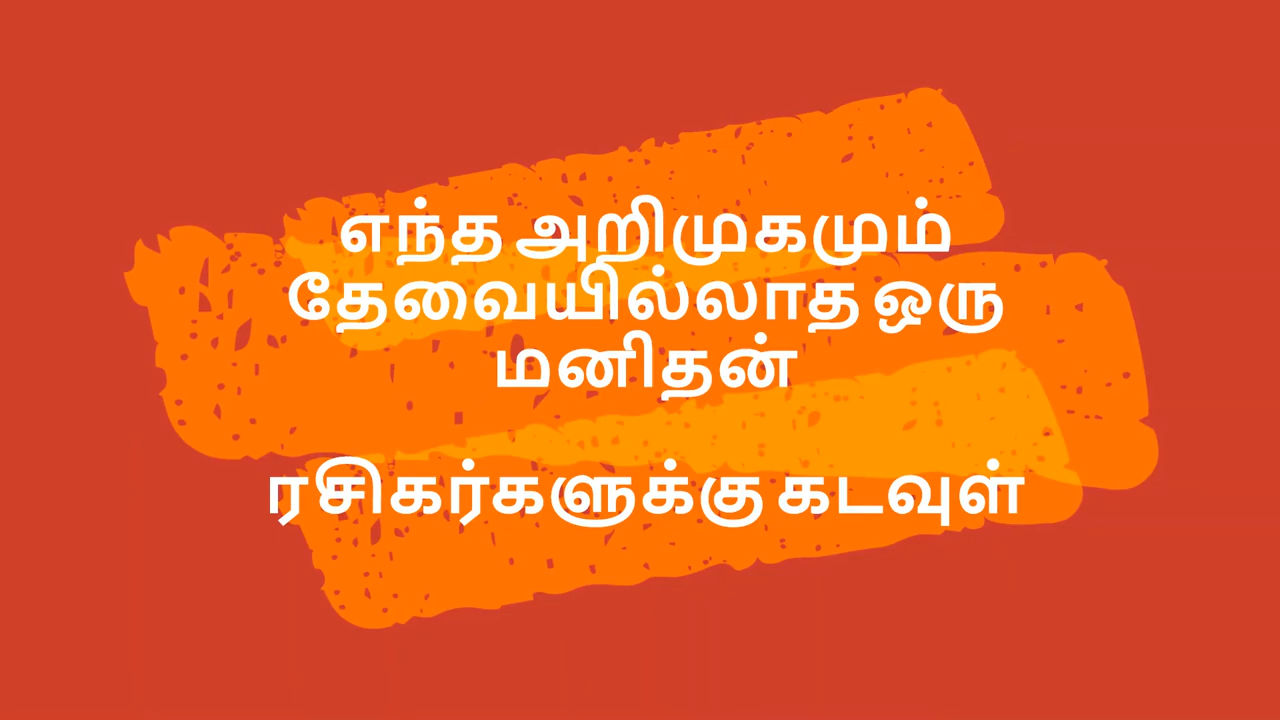 எந்த அறிமுகமும்
தேவையில்லாத ஒரு
மனிதன்
ரசிகர்களுக்கு கடவுள்